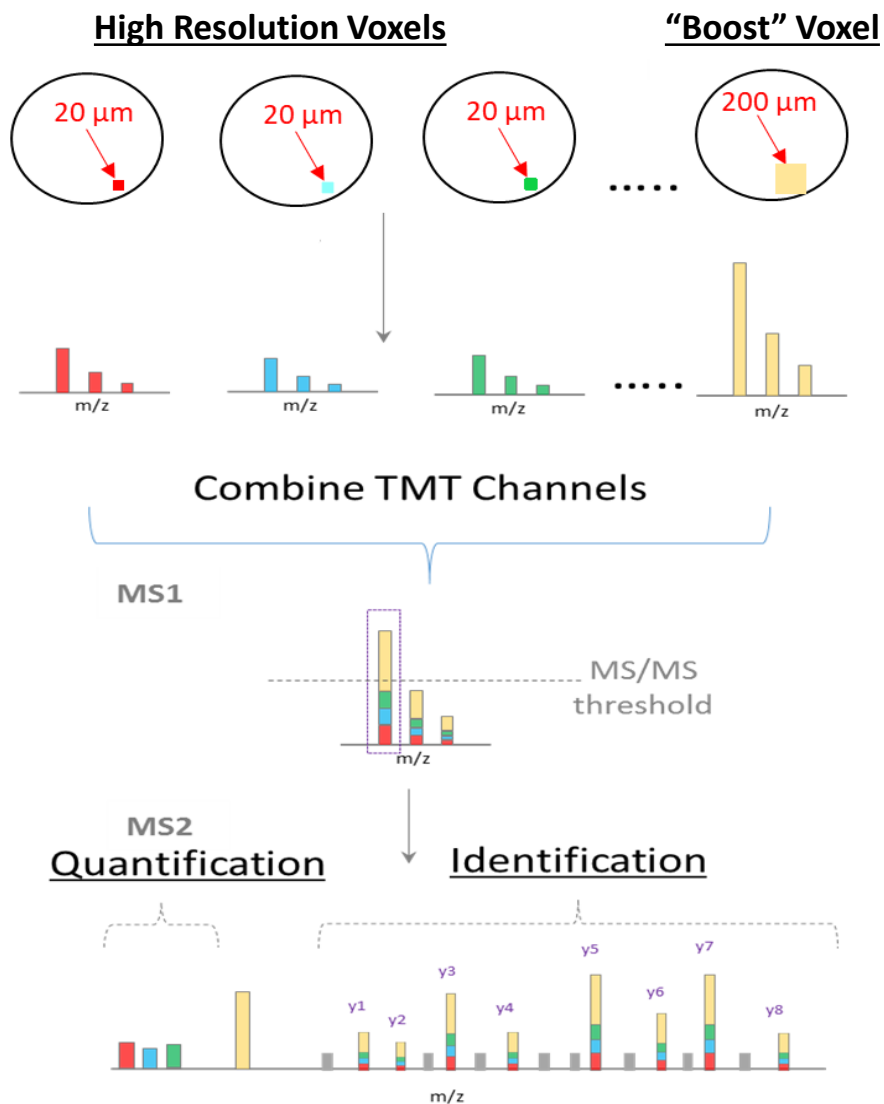 High Resolution Voxels
"Boost" Voxel
20 µm
20 µm
20 µm
200 µm
.....
m/z
m/z
m/z
.....
m/z
Combine TMT Channels
MS1
MS/MS
threshold
m/z
MS2
Quantification
Identification
y1
y2
y3
y4
y5
y6
y7
y8
m/z